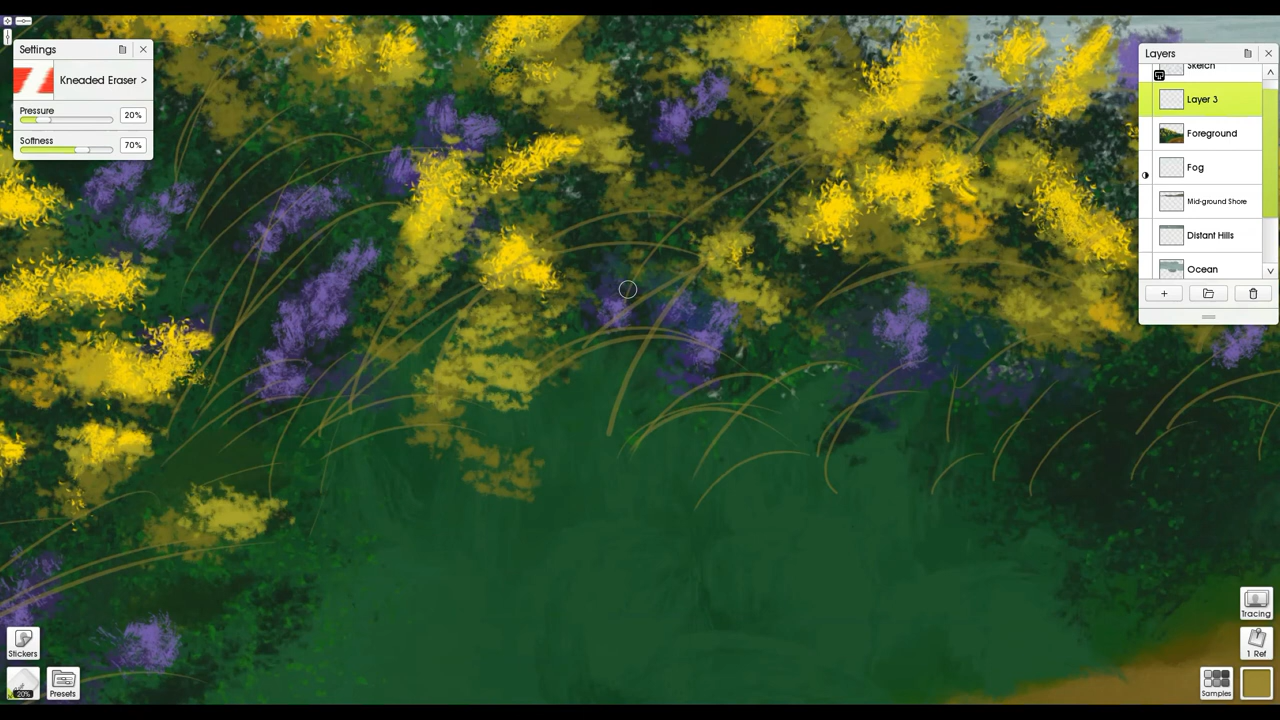 Settings
Kneaded Eraser >
Pressure
20%
Softness
70%
Layers
Sketch
Layer 3
Foreground
Fog
Mid-ground Shore
Distant Hills
Ocean
Tracing
Stickers
1 Ref
20%
Presets
Samples